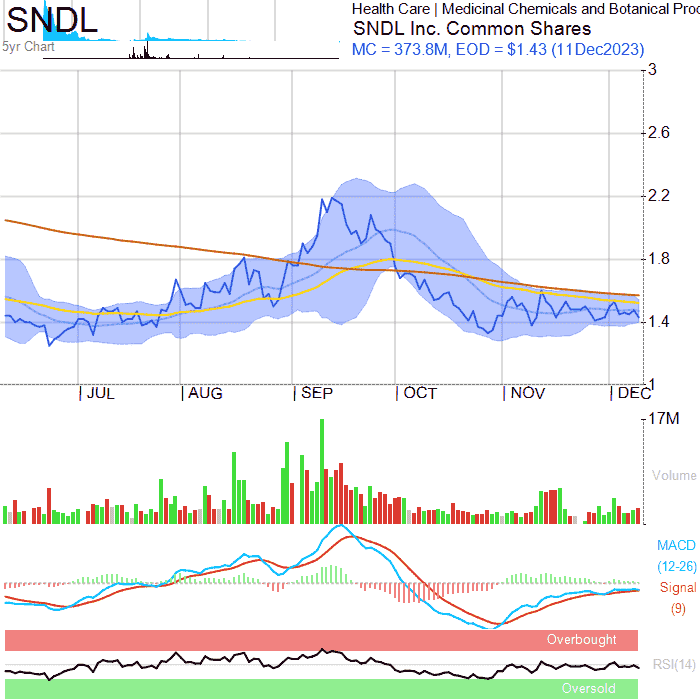 SNDL
5yr Chart
Health Care | Medicinal Chemicals and Botanical Proc
SNDL Inc. Common Shares
MC = 373.8M, EOD = $1.43 (11Dec2023)
3
2.6
2.2
1.8
1.4
1
JUL AUG SEP OCT NOV DEC
17M
Volume
MACD
(12-26)
Signal
(9)
Overbought
RSI(14)
Oversold